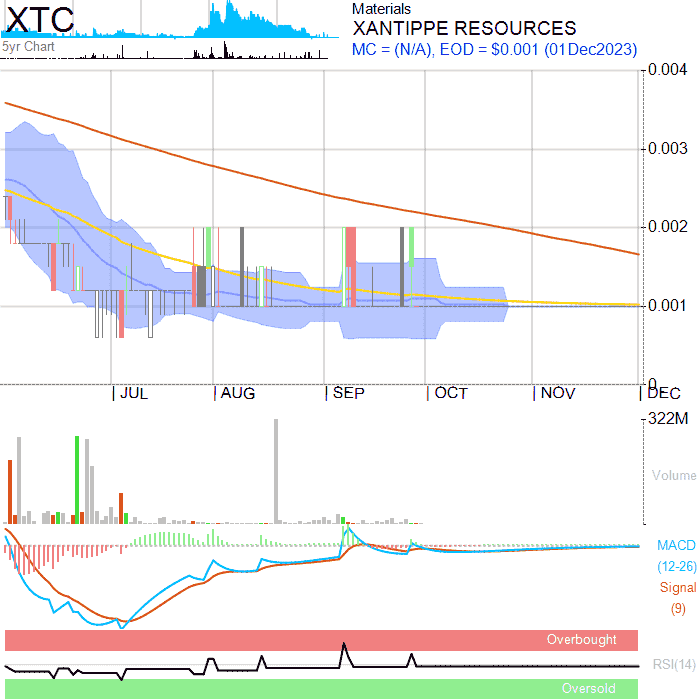 XTC
5yr Chart
Materials
XANTIPPE RESOURCES
MC = (N/A), EOD = $0.001 (01Dec2023)
0.004
0.003
0.002
0.001
0
JUL AUG SEP OCT NOV DEC
322M
Volume
MACD
(12-26)
Signal
(9)
Overbought
RSI(14)
Oversold